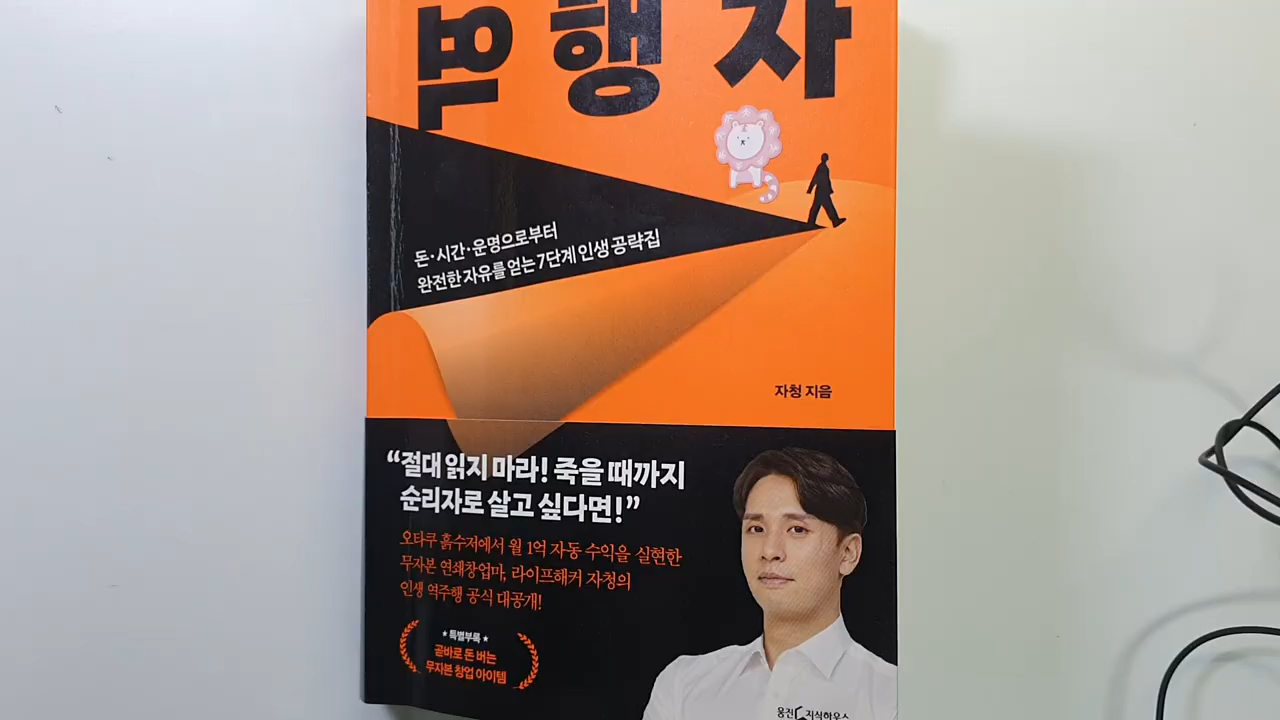 역행자
돈·시간·운명으로부터
완전한 자유를 얻는 7단계 인생 공략집
자청 지음
“절대 읽지 마라! 죽을 때까지
순리자로 살고 싶다면!”
오타쿠 흙수저에서 월 1억 자동 수익을 실현한
무자본 연쇄창업마, 라이프해커 자청의
인생 역주행 공식 대공개!
★ 특별부록 ★
곧바로 돈 버는
무자본 창업 아이템
웅진 지식하우스